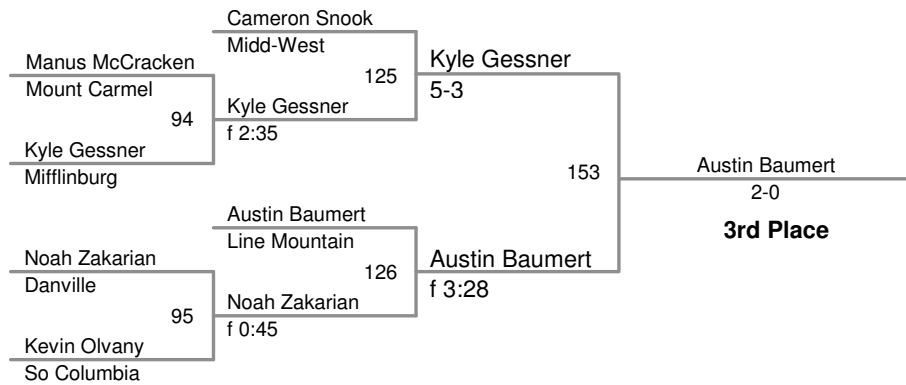 Cameron Snook
Midd-West
Manus McCracken
Mount Carmel
125
Kyle Gessner
5-3
94
Kyle Gessner
f 2:35
Kyle Gessner
Mifflinburg
153
Austin Baumert
2-0
3rd Place
Austin Baumert
Line Mountain
Noah Zakarian
Danville
126
Austin Baumert
f 3:28
95
Noah Zakarian
f 0:45
Kevin Olvany
So Columbia